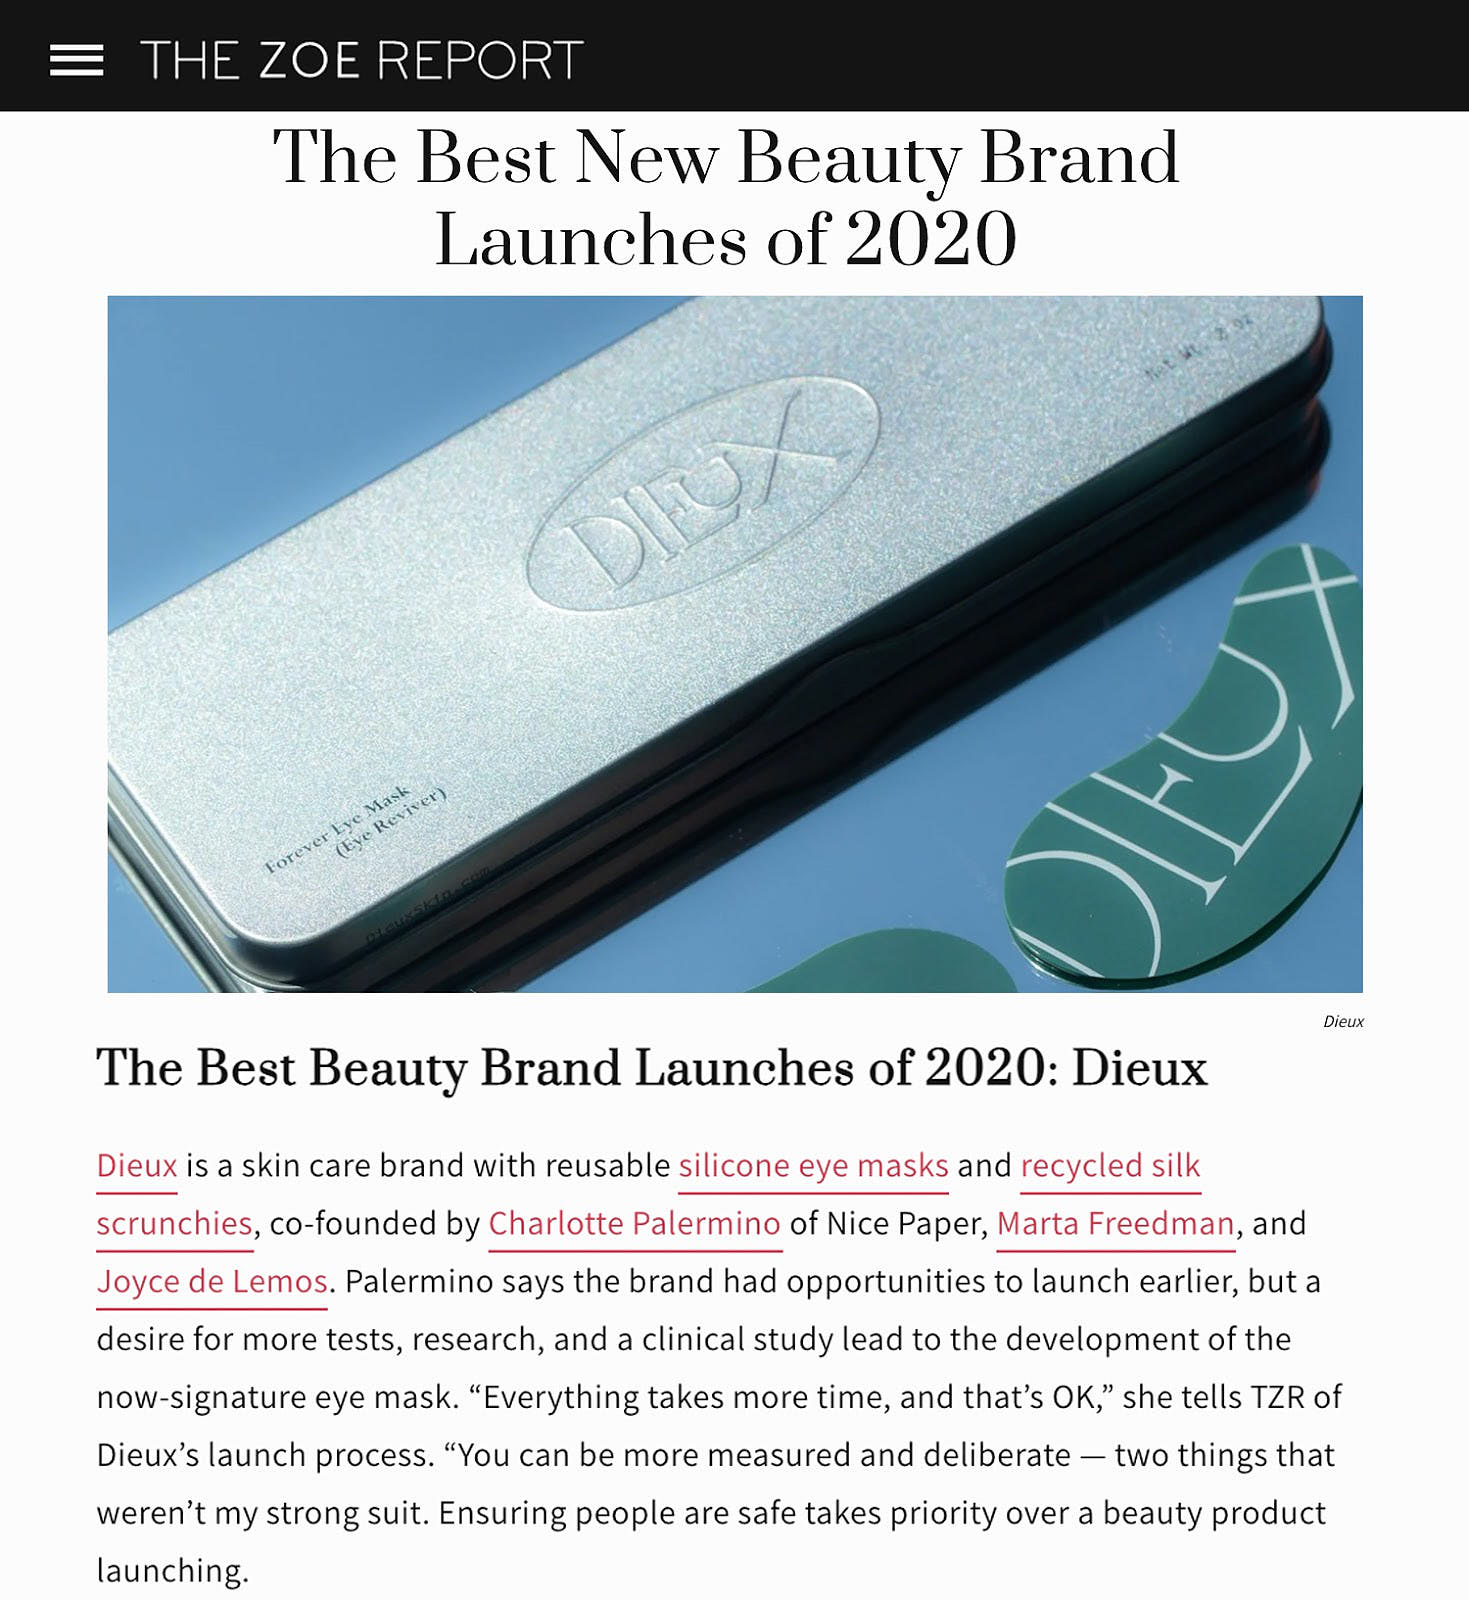 THE ZOE REPORT
The Best New Beauty Brand
Launches of 2020
Net Wt. 2 oz
DIEUX
DIEUX
Forever Eye Mask
(Eye Reviver)
DieuxSkin.com
Dieux
The Best Beauty Brand Launches of 2020: Dieux
Dieux is a skin care brand with reusable silicone eye masks and recycled silk
scrunchies, co-founded by Charlotte Palermino of Nice Paper, Marta Freedman, and
Joyce de Lemos. Palermino says the brand had opportunities to launch earlier, but a
desire for more tests, research, and a clinical study lead to the development of the
now-signature eye mask. “Everything takes more time, and that’s OK,” she tells TZR of
Dieux’s launch process. “You can be more measured and deliberate — two things that
weren’t my strong suit. Ensuring people are safe takes priority over a beauty product
launching.